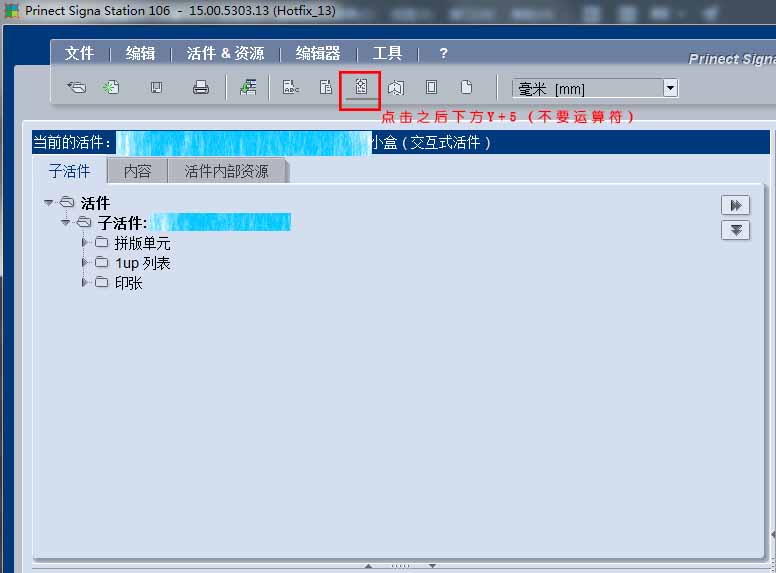 Prinect Signa Station 106 - 15.00.5303.13 (Hotfix_13)
文件 编辑 活件 & 资源 编辑器 工具 ?
Prinect Signa
毫米 [mm]
点击之后下方Y+5（不要运算符）
当前的活件: 小盒 ( 交互式活件 )
子活件 内容 活件内部资源
活件
子活件:
拼版单元
1up 列表
印张